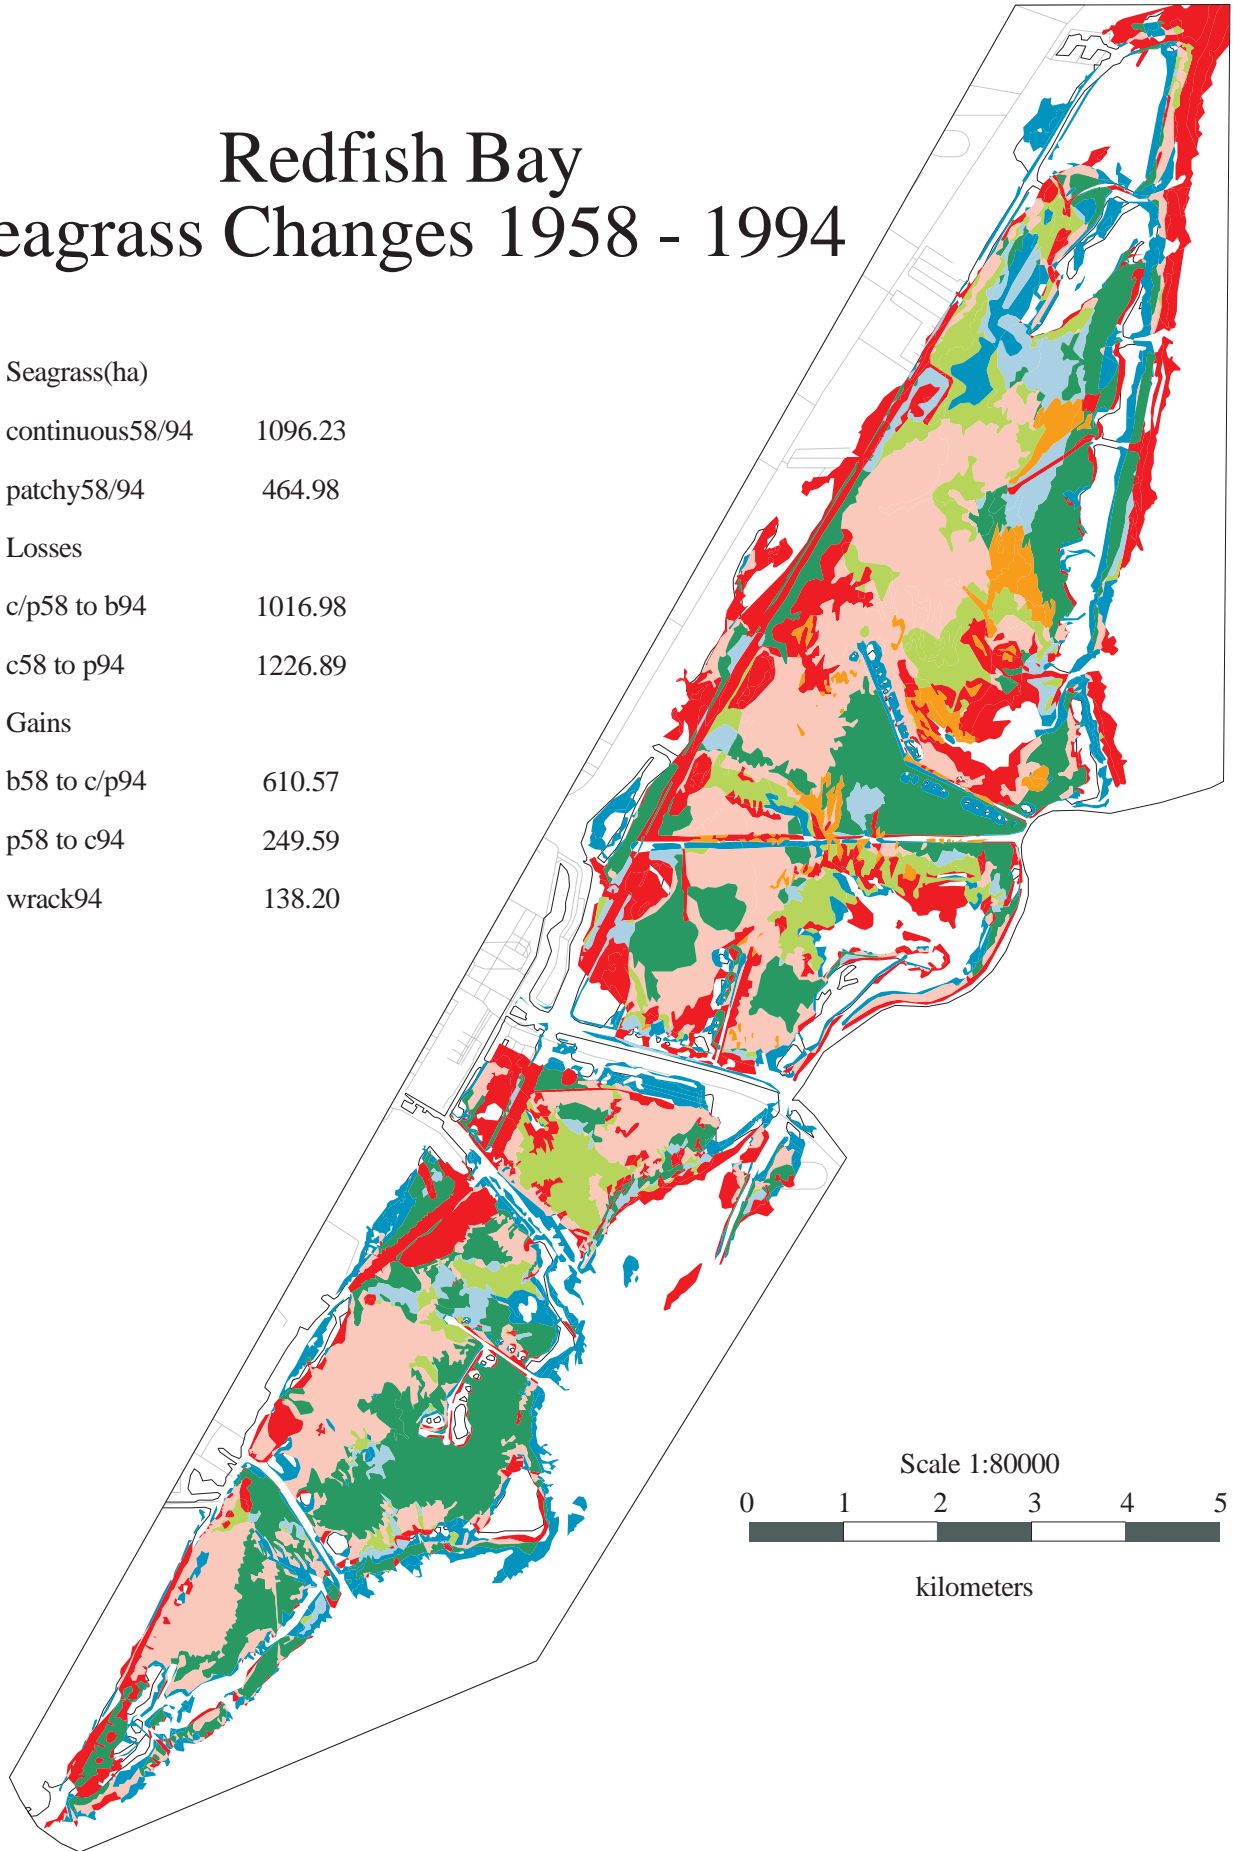 Redfish Bay
eagrass Changes 1958 - 1994
Seagrass(ha)
continuous58/94 1096.23
patchy58/94 464.98
Losses
c/p58 to b94 1016.98
c58 to p94 1226.89
Gains
b58 to c/p94 610.57
p58 to c94 249.59
wrack94 138.20
Scale 1:80000
0 1 2 3 4 5
kilometers